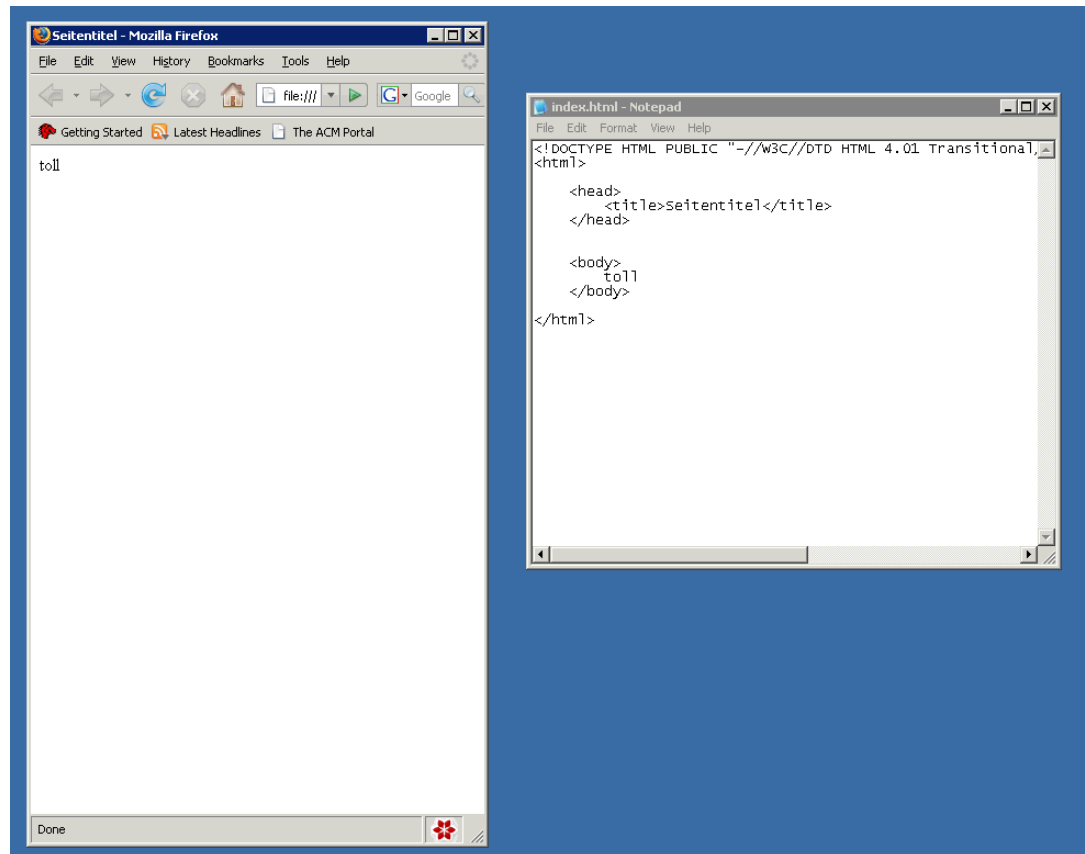 Seitentitel - Mozilla Firefox
File Edit View History Bookmarks Tools Help
file:/// G Google
Getting Started Latest Headlines The ACM Portal
toll
Done
index.html - Notepad
File Edit Format View Help
<!DOCTYPE HTML PUBLIC "-//W3C//DTD HTML 4.01 Transitional,
<html>
<head>
<title>Seitentitel</title>
</head>
<body>
toll
</body>
</html>